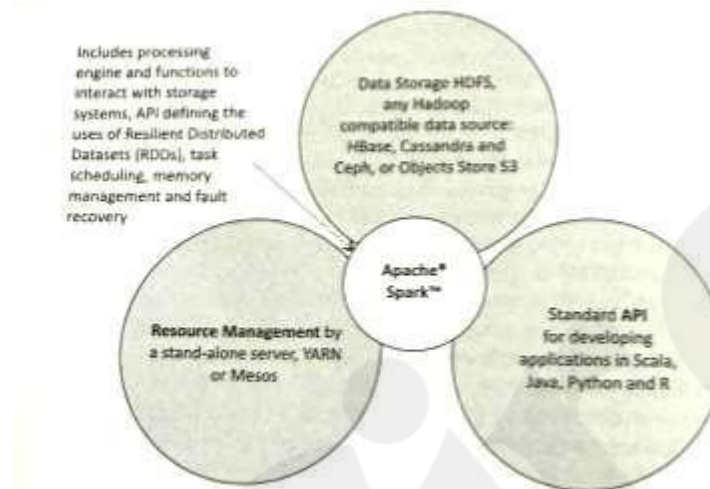 Includes processing
engine and functions to
interact with storage
systems, API defining the
uses of Resilient Distributed
Datasets (RDDs), task
scheduling, memory
management and fault
recovery
Data Storage HDFS,
any Hadoop
compatible data source:
HBase, Cassandra and
Ceph, or Objects Store S3
Apache®
Spark™
Resource Management by
a stand-alone server, YARN
or Mesos
Standard API
for developing
applications in Scala,
Java, Python and R